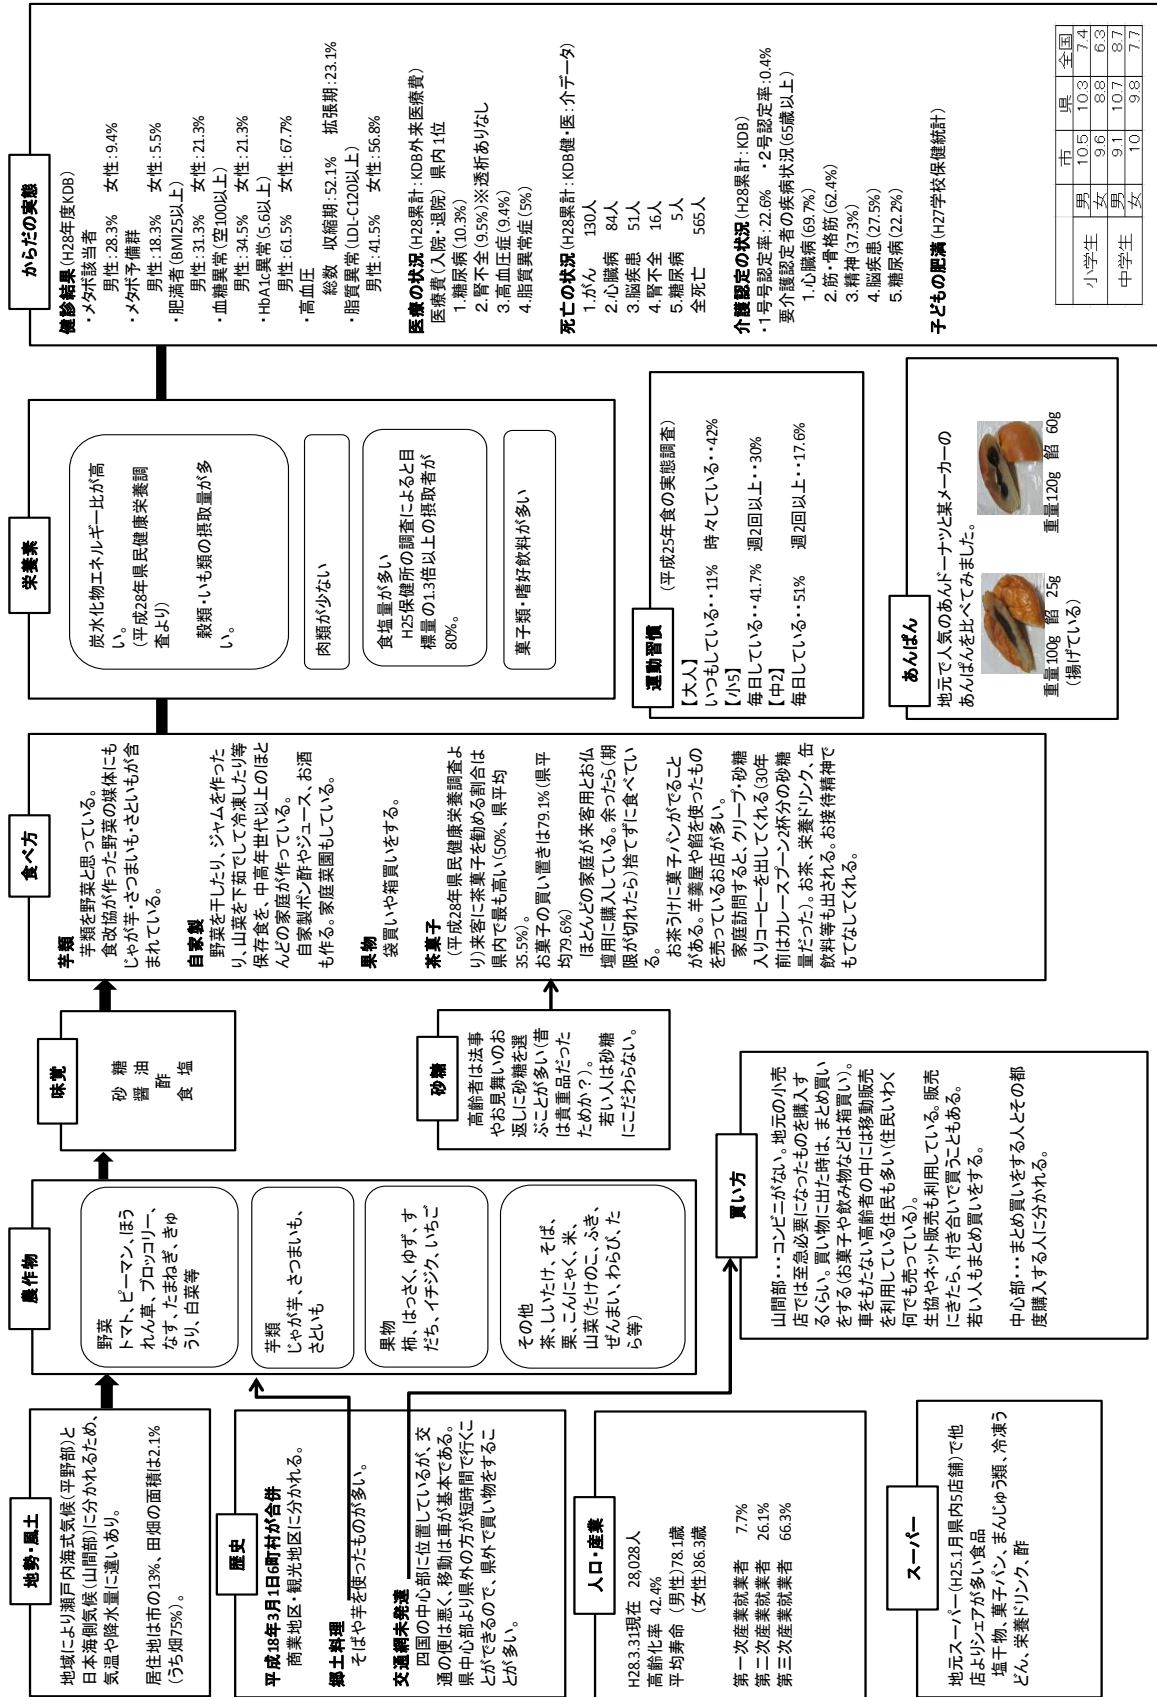 地勢・風土
地域により瀬戸内海式気候(平野部)と
日本海側気候(山間部)に分かれるため、
気温や降水量に違いあり。
居住地は市の13%、田畑の面積は2.1%
(うち畑75%)。
歴史
平成18年3月1日6町村が合併
商業地区・観光地区に分かれる。
郷土料理
そばや芋を使ったものが多い。
交通網未発達
四国の中心部に位置しているが、交
通の便は悪く、移動は車が基本である。
県中心部より県外の方が短時間で行くこ
とができるので、県外で買い物をするこ
とが多い。
人口・産業
H28.3.31現在 28,028人
高齢化率 42.4%
平均寿命 (男性)78.1歳
(女性)86.3歳
第一次産業就業者 7.7%
第二次産業就業者 26.1%
第三次産業就業者 66.3%
スーパー
地元スーパー(H25.1月県内5店舗)で他
店よりシェアが多い食品
塩干物、菓子パン、まんじゅう類、冷凍う
どん、栄養ドリンク、酢
農作物
野菜
トマト、ピーマン、ほう
れん草、ブロッコリー、
なす、たまねぎ、きゅ
うり、白菜等
芋類
じゃが芋、さつまいも、
さといも
果物
柿、はっさく、ゆず、す
だち、イチジク、いちご
その他
茶、しいたけ、そば、
栗、こんにゃく、米、
山菜(たけのこ、ふき、
ぜんまい、わらび、た
ら等)
味覚
砂糖
醤油
酢
食塩
砂糖
高齢者は法事
やお見舞いのお
返しに砂糖を選
ぶことが多い(昔
は貴重品だった
ためか?)。
若い人は砂糖
にこだわらない。
買い方
山間部・・・コンビニがない。地元の小売
店では至急必要になったものを購入す
るくらい。買い物に出た時は、まとめ買い
をする(お菓子や飲み物などは箱買い)。
車をもたない高齢者の中には移動販売
を利用している住民も多い(住民いわく
何でも売っている)。
生協やネット販売も利用している。販売
にきたら、付き合いで買うこともある。
若い人もまとめ買いをする。
中心部・・・まとめ買いをする人とその都
度購入する人に分かれる。
食べ方
芋類
芋類を野菜と思っている。
食改協が作った野菜の媒体にも
じゃが芋・さつまいも・さといもが含
まれている。
自家製
野菜を干したり、ジャムを作った
り、山菜を下茹でして冷凍したり等
保存食を、中高年世代以上のほと
んどの家庭が作っている。
自家製ポン酢やジュース、お酒
も作る。家庭菜園もしている。
果物
袋買いや箱買いをする。
茶菓子
(平成28年県民健康栄養調査よ
り)来客に茶菓子を勧める割合は
県内で最も高い(50%、県平均
35.5%)。
お菓子の買い置きは79.1%(県平
均79.6%)
ほとんどの家庭が来客用とお仏
壇用に購入している。余ったら(期
限が切れたら)捨てずに食べてい
る。
お茶うけに菓子パンがでること
がある。羊羹屋や餡を使ったもの
を売っているお店が多い。
家庭訪問すると、クリープ・砂糖
入りコーヒーを出してくれる(30年
前はカレースプーン2杯分の砂糖
量だった)。お茶、栄養ドリンク、缶
飲料等も出される。お接待精神で
もてなしてくれる。
栄養素
炭水化物エネルギー比が高
い。
(平成28年県民健康栄養調
査より)
穀類・いも類の摂取量が多
い。
肉類が少ない
食塩量が多い
H25保健所の調査によると目
標量の1.3倍以上の摂取者が
80%。
菓子類・嗜好飲料が多い
運動習慣
(平成25年食の実態調査)
【大人】
いつもしている・・11% 時々している・・42%
【小5】
毎日している・・41.7% 週2回以上・・30%
【中2】
毎日している・・51% 週2回以上・・17.6%
あんぱん
地元で人気のあんドーナツと某メーカーの
あんぱんを比べてみました。
重量100g 餡 25g
(揚げている)
重量120g 餡 60g
からだの実態
健診結果(H28年度KDB)
・メタボ該当者
男性:28.3% 女性:9.4%
・メタボ予備群
男性:18.3% 女性:5.5%
・肥満者(BMI25以上)
男性:31.3% 女性:21.3%
・血糖異常(空100以上)
男性:34.5% 女性:21.3%
・HbA1c異常(5.6以上)
男性:61.5% 女性:67.7%
・高血圧
総数 収縮期:52.1% 拡張期:23.1%
・脂質異常(LDL-C120以上)
男性:41.5% 女性:56.8%
医療の状況(H28累計:KDB外来医療費)
医療費(入院・退院) 県内1位
1.糖尿病(10.3%)
2.腎不全(9.5%)※透析ありなし
3.高血圧症(9.4%)
4.脂質異常症(5%)
死亡の状況(H28累計:KDB健・医:介データ)
1.がん 130人
2.心臓病 84人
3.脳疾患 51人
4.腎不全 16人
5.糖尿病 5人
全死亡 565人
介護認定の状況(H28累計:KDB)
・1号認定率:22.6% ・2号認定率:0.4%
要介護認定者の疾病状況(65歳以上)
1.心臓病(69.7%)
2.筋・骨格筋(62.4%)
3.精神(37.3%)
4.脳疾患(27.5%)
5.糖尿病(22.2%)
子どもの肥満(H27学校保健統計)
市 県 全国
小学生 男 10.5 10.3 7.4
女 9.6 8.8 6.3
中学生 男 9.1 10.7 8.7
女 10 9.8 7.7